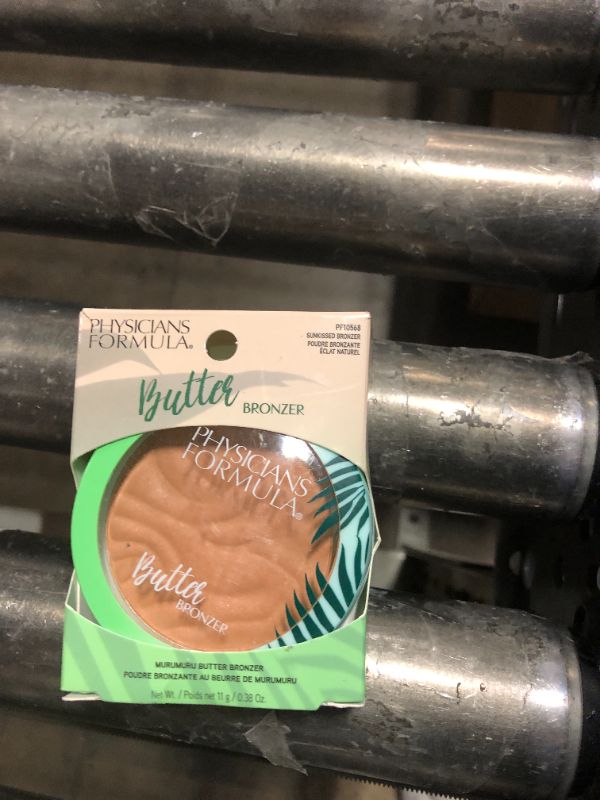 PHYSICIANS
FORMULA®
PF10568
SUNKISSED BRONZER
POUDRE BRONZANTE
ÉCLAT NATUREL
Butter BRONZER
PHYSICIANS
FORMULA®
Butter
BRONZER
MURUMURU BUTTER BRONZER
POUDRE BRONZANTE AU BEURRE DE MURUMURU
Net Wt. / Poids net 11 g / 0.38 Oz.